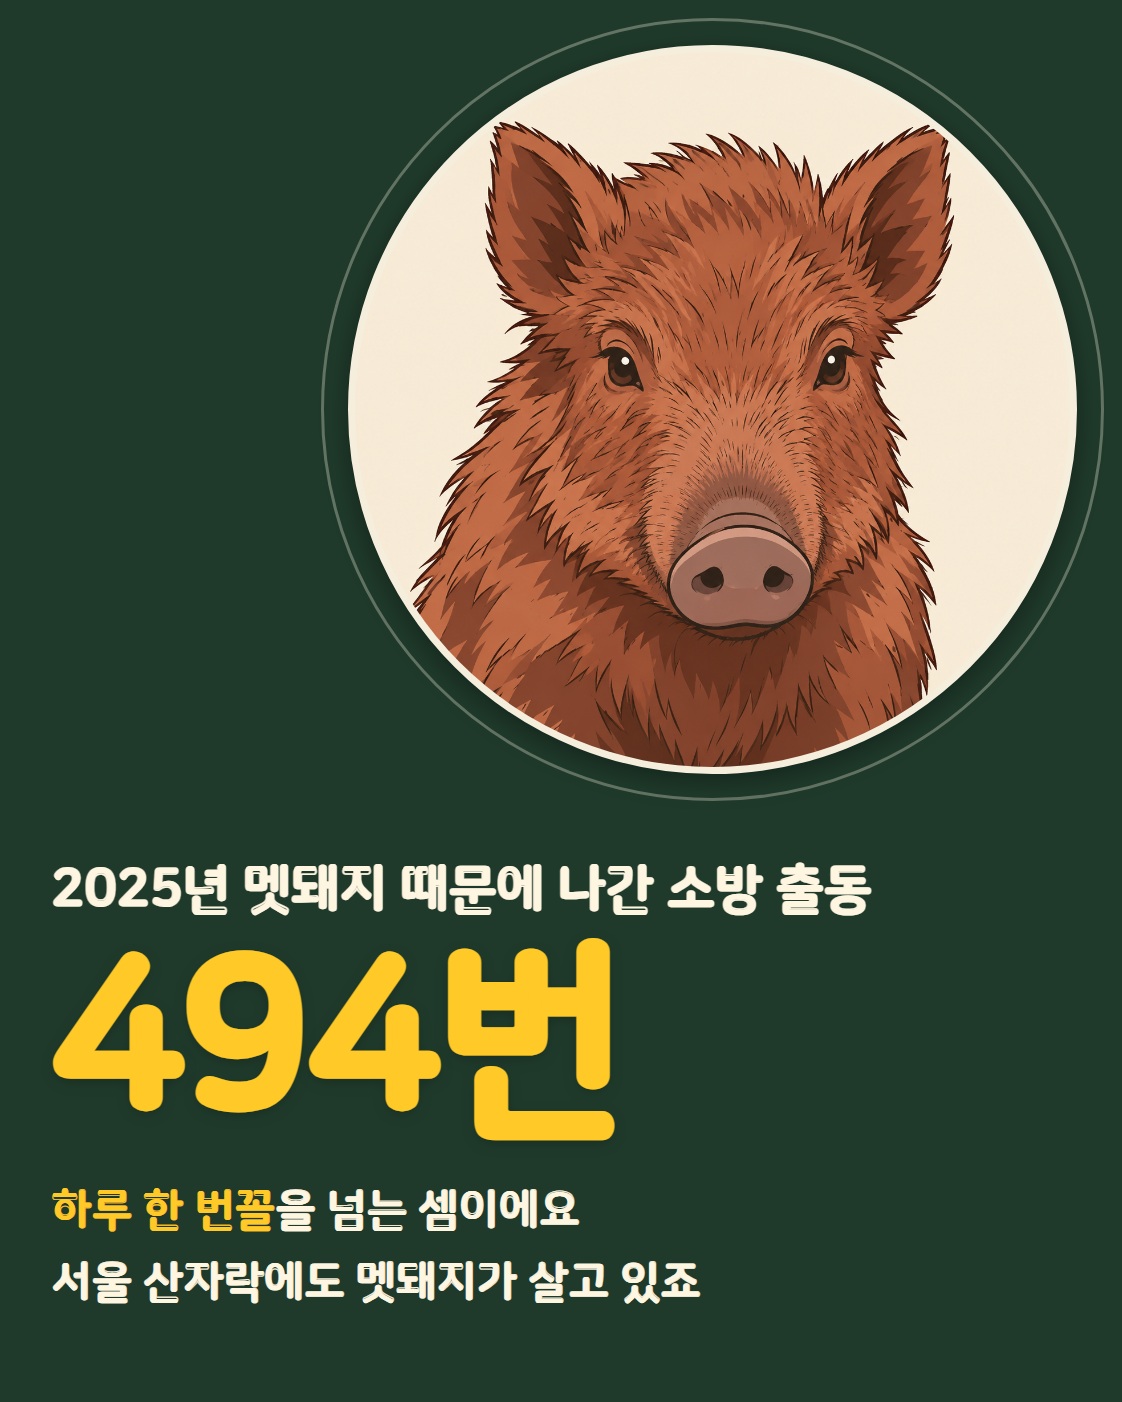 2025년 멧돼지 때문에 나간 소방 출동
494번
하루 한 번꼴을 넘는 셈이에요
서울 산자락에도 멧돼지가 살고 있죠